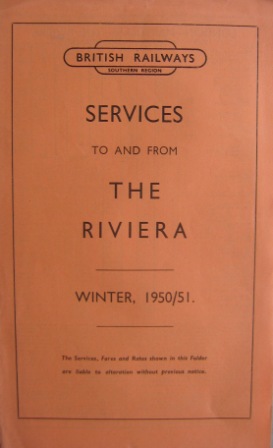 BRITISH RAILWAYS
SOUTHERN REGION
SERVICES
TO AND FROM
THE
RIVIERA
WINTER, 1950/51.
The Services, Fares and Rates shown in this Folder
are liable to alteration without previous notice.